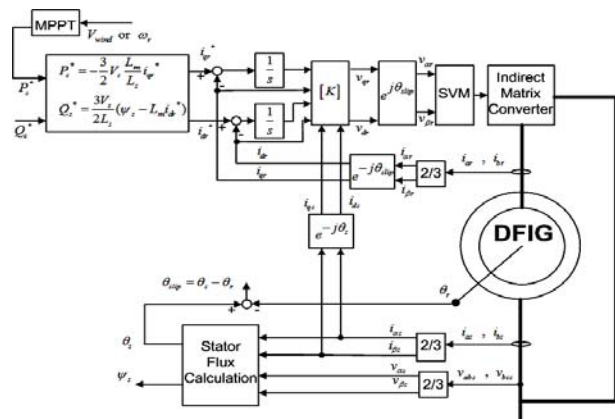 MPPT
V_wind or ω_r
P_s^* = -3/2 V_s L_m/L_s i_qr^*
Q_s^* = 3V_s/2L_s (ψ_s - L_m i_dr^*)
P_s^*
Q_s^*
i_qr^*
i_dr^*
+
-
+
-
1/s
1/s
[K]
v_qr
v_dr
e^jθ_slip
v_αr
v_βr
SVM
Indirect
Matrix
Converter
i_dr
i_qr
e^-jθ_slip
i_αr
i_βr
2/3
i_ar , i_br
i_qs
i_ds
e^-jθ_s
DFIG
θ_slip = θ_s - θ_r
+
-
θ_r
θ_s
ψ_s
Stator
Flux
Calculation
i_αs
i_βs
2/3
i_as , i_bs
v_αs
v_βs
2/3
v_abs , v_bcs